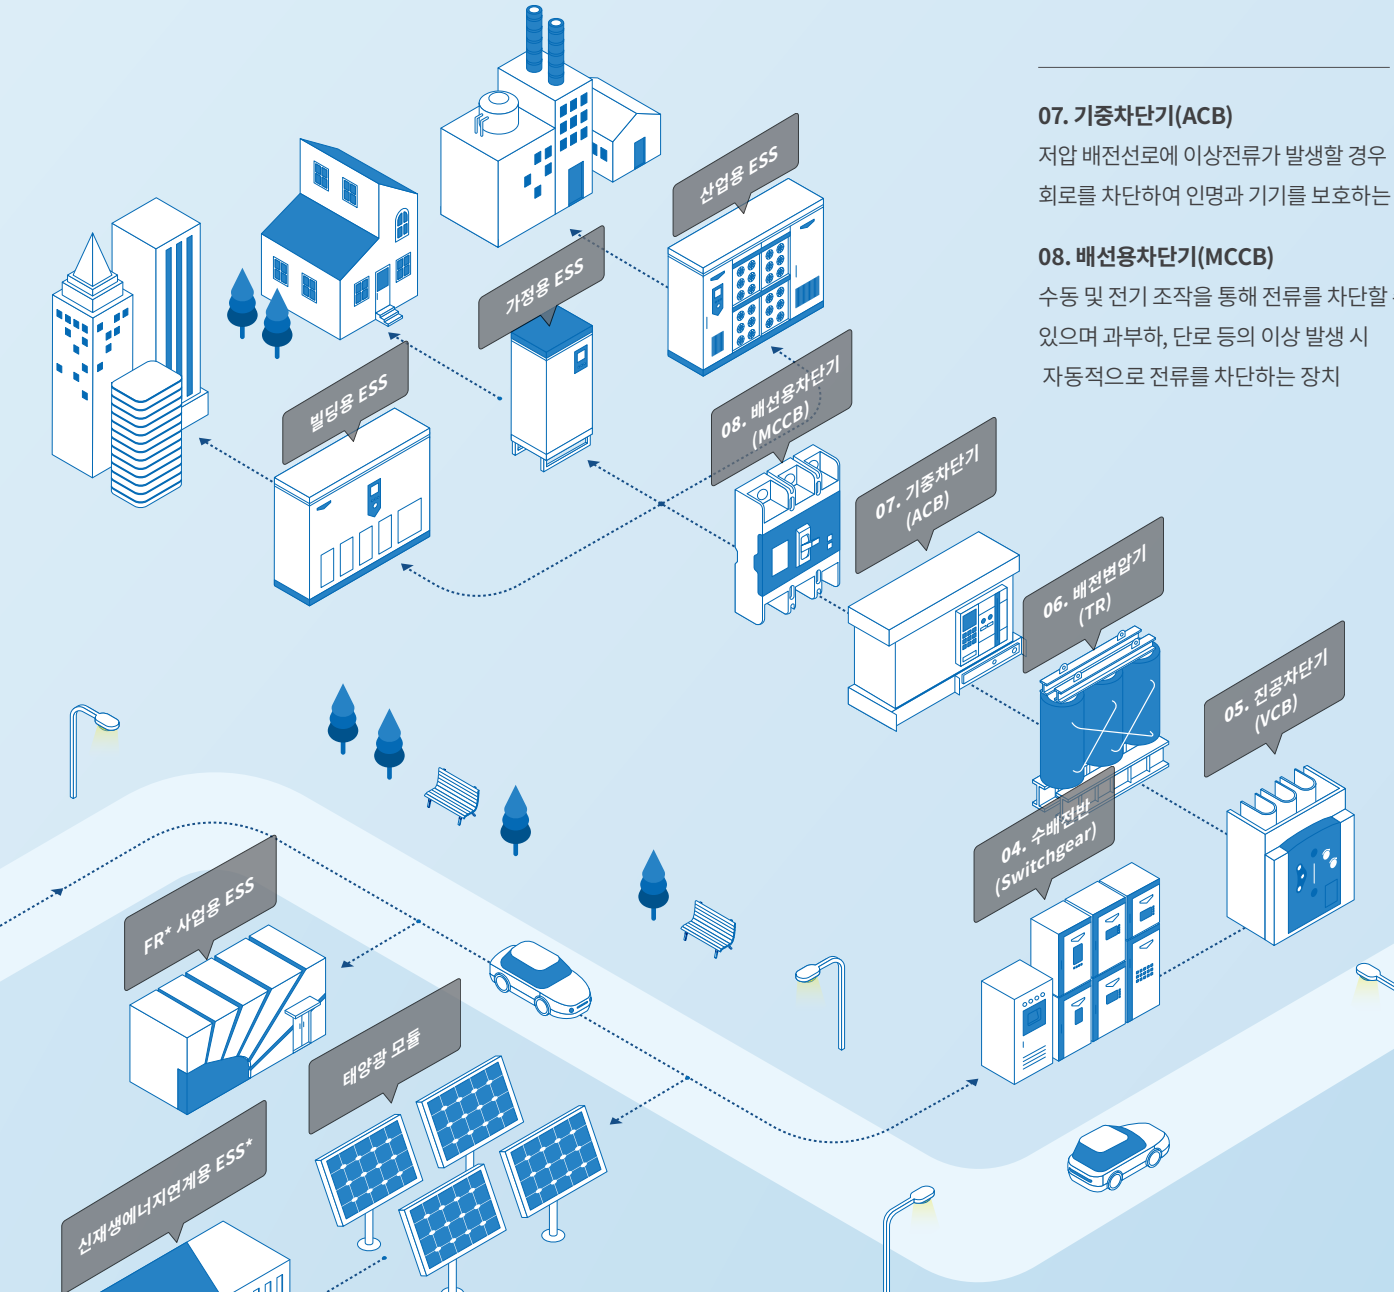 07. 기중차단기(ACB)
저압 배전선로에 이상전류가 발생할 경우
회로를 차단하여 인명과 기기를 보호하는
08. 배선용차단기(MCCB)
수동 및 전기 조작을 통해 전류를 차단할
있으며 과부하, 단로 등의 이상 발생 시
자동적으로 전류를 차단하는 장치
산업용 ESS
가정용 ESS
빌딩용 ESS
08. 배선용차단기
(MCCB)
07. 기중차단기
(ACB)
06. 배전변압기
(TR)
05. 진공차단기
(VCB)
04. 수배전반
(Switchgear)
FR* 사업용 ESS
태양광 모듈
신재생에너지연계용 ESS*